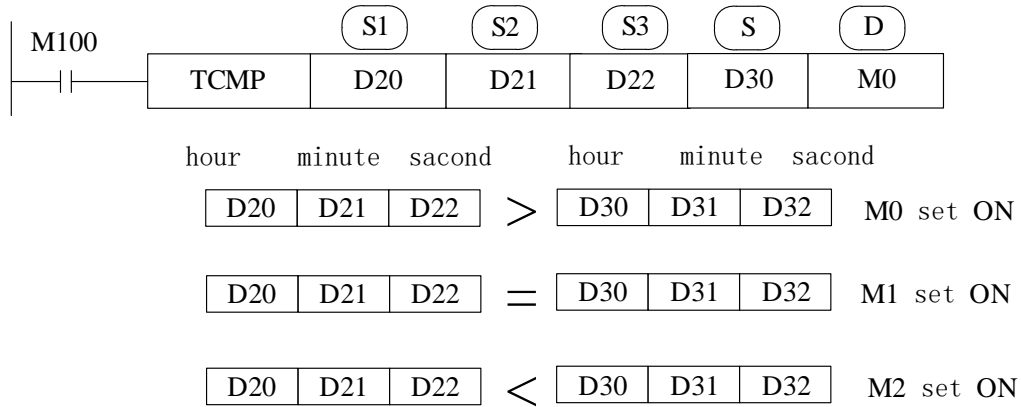 S1 S2 S3 S D
M100
TCMP D20 D21 D22 D30 M0
hour minute sacond hour minute sacond
D20 D21 D22 > D30 D31 D32 M0 set ON
D20 D21 D22 = D30 D31 D32 M1 set ON
D20 D21 D22 < D30 D31 D32 M2 set ON